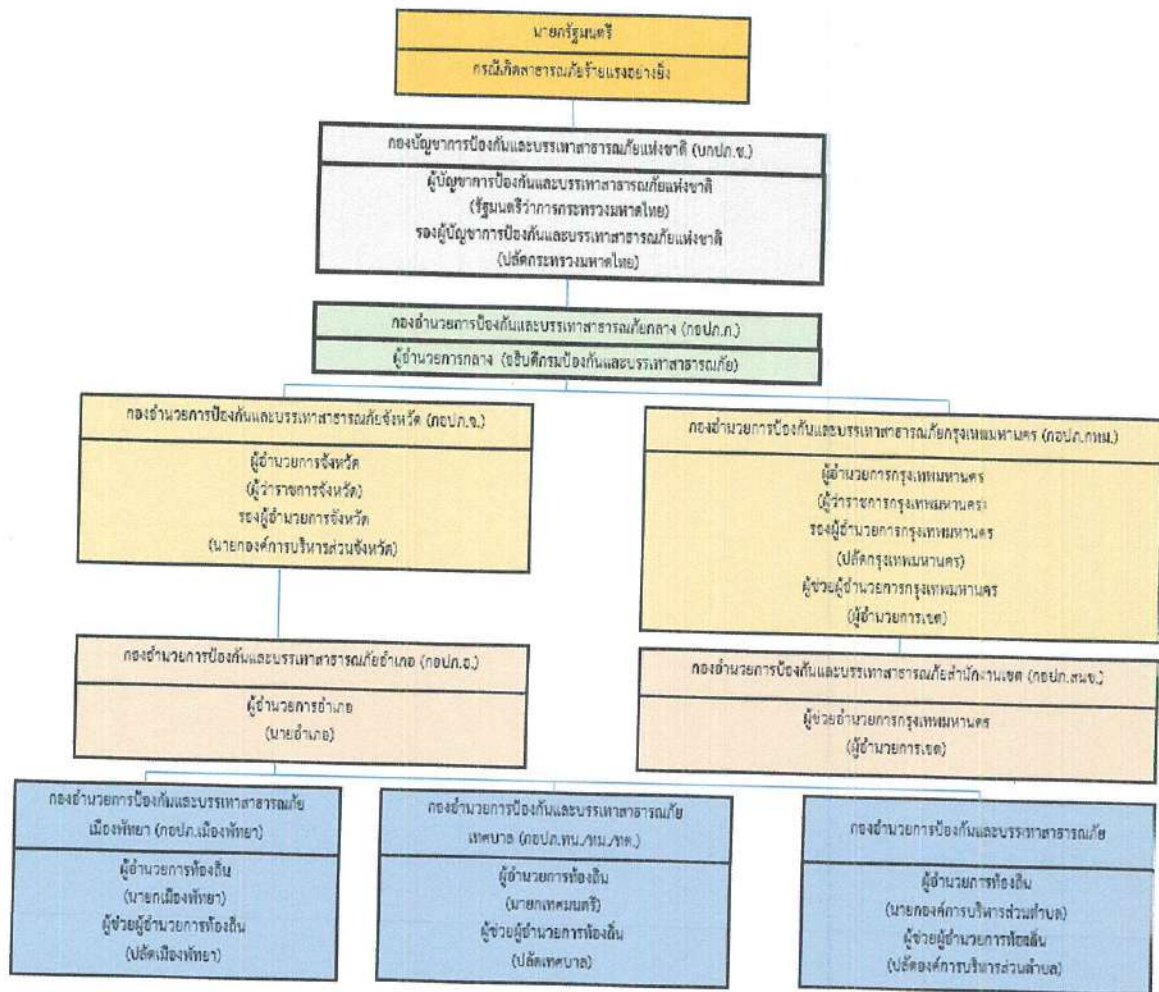 นายกรัฐมนตรี
กรณีเกิดสาธารณภัยร้ายแรงอย่างยิ่ง
กองบัญชาการป้องกันและบรรเทาสาธารณภัยแห่งชาติ (บกปภ.ช.)
ผู้บัญชาการป้องกันและบรรเทาสาธารณภัยแห่งชาติ
(รัฐมนตรีว่าการกระทรวงมหาดไทย)
รองผู้บัญชาการป้องกันและบรรเทาสาธารณภัยแห่งชาติ
(ปลัดกระทรวงมหาดไทย)
กองอำนวยการป้องกันและบรรเทาสาธารณภัยกลาง (กอปภ.ก.)
ผู้อำนวยการกลาง (อธิบดีกรมป้องกันและบรรเทาสาธารณภัย)
กองอำนวยการป้องกันและบรรเทาสาธารณภัยจังหวัด (กอปภ.จ.)
ผู้อำนวยการจังหวัด
(ผู้ว่าราชการจังหวัด)
รองผู้อำนวยการจังหวัด
(นายกองค์การบริหารส่วนจังหวัด)
กองอำนวยการป้องกันและบรรเทาสาธารณภัยกรุงเทพมหานคร (กอปภ.กทม.)
ผู้อำนวยการกรุงเทพมหานคร
(ผู้ว่าราชการกรุงเทพมหานคร)
รองผู้อำนวยการกรุงเทพมหานคร
(ปลัดกรุงเทพมหานคร)
ผู้ช่วยผู้อำนวยการกรุงเทพมหานคร
(ผู้อำนวยการเขต)
กองอำนวยการป้องกันและบรรเทาสาธารณภัยอำเภอ (กอปภ.อ.)
ผู้อำนวยการอำเภอ
(นายอำเภอ)
กองอำนวยการป้องกันและบรรเทาสาธารณภัยสำนักงานเขต (กอปภ.สนข.)
ผู้ช่วยอำนวยการกรุงเทพมหานคร
(ผู้อำนวยการเขต)
กองอำนวยการป้องกันและบรรเทาสาธารณภัย
เมืองพัทยา (กอปภ.เมืองพัทยา)
ผู้อำนวยการท้องถิ่น
(นายกเมืองพัทยา)
ผู้ช่วยผู้อำนวยการท้องถิ่น
(ปลัดเมืองพัทยา)
กองอำนวยการป้องกันและบรรเทาสาธารณภัย
เทศบาล (กอปภ.ทน./ทม./ทต.)
ผู้อำนวยการท้องถิ่น
(นายกเทศมนตรี)
ผู้ช่วยผู้อำนวยการท้องถิ่น
(ปลัดเทศบาล)
กองอำนวยการป้องกันและบรรเทาสาธารณภัย
ผู้อำนวยการท้องถิ่น
(นายกองค์การบริหารส่วนตำบล)
ผู้ช่วยผู้อำนวยการท้องถิ่น
(ปลัดองค์การบริหารส่วนตำบล)